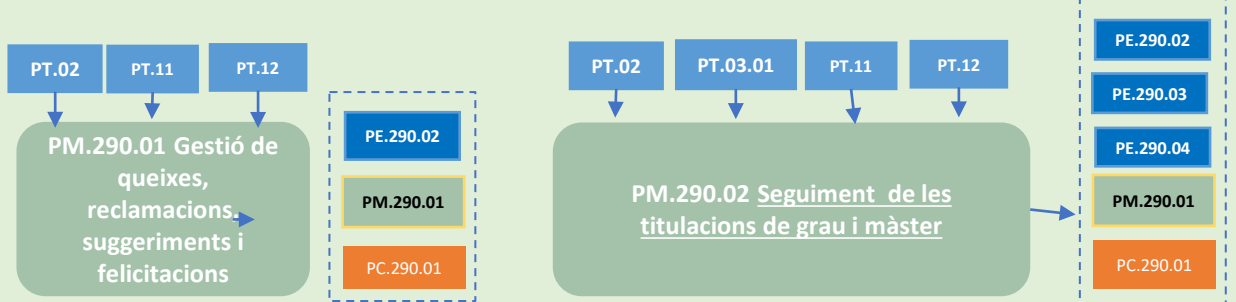 PT.02
PT.11
PT.12
PM.290.01 Gestió de
queixes,
reclamacions,
suggeriments i
felicitacions
PE.290.02
PM.290.01
PC.290.01
PT.02
PT.03.01
PT.11
PT.12
PM.290.02 Seguiment de les
titulacions de grau i màster
PE.290.02
PE.290.03
PE.290.04
PM.290.01
PC.290.01